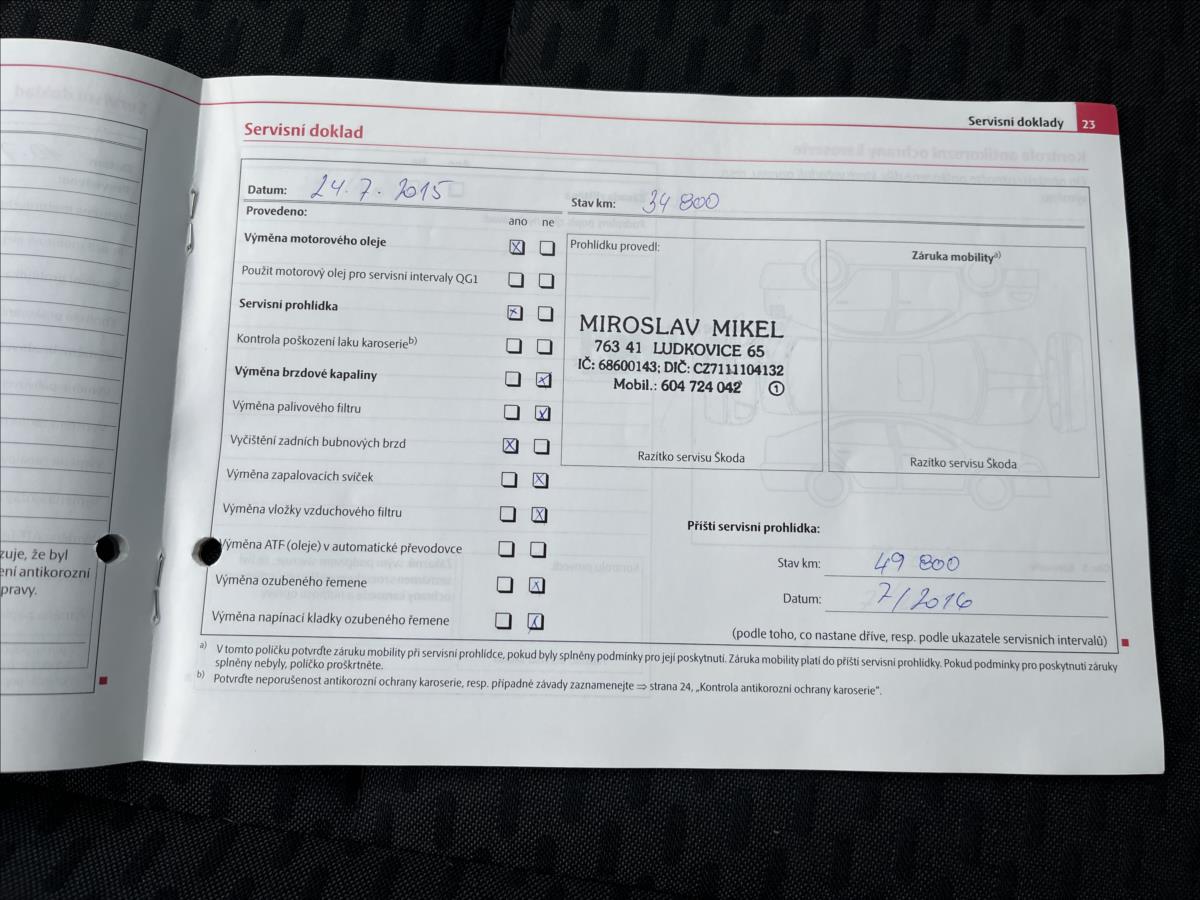 Servisní doklady 23
Servisní doklad
Datum: 24. 7. 2015
Stav km: 34 800
Provedeno:
ano ne
Výměna motorového oleje
Použit motorový olej pro servisní intervaly QG1
Servisní prohlídka
Kontrola poškození laku karoserie b)
Výměna brzdové kapaliny
Výměna palivového filtru
Vyčištění zadních bubnových brzd
Výměna zapalovacích svíček
Výměna vložky vzduchového filtru
Výměna ATF (oleje) v automatické převodovce
Výměna ozubeného řemene
Výměna napínací kladky ozubeného řemene
Prohlídku provedl:
MIROSLAV MIKEL
763 41 LUDKOVICE 65
IČ: 68600143; DIČ: CZ7111104132
Mobil.: 604 724 042 1
Razítko servisu Škoda
Záruka mobility a)
Razítko servisu Škoda
Příští servisní prohlídka:
Stav km: 49 800
Datum: 7/2016
(podle toho, co nastane dříve, resp. podle ukazatele servisních intervalů)
a) V tomto políčku potvrďte záruku mobility při servisní prohlídce, pokud byly splněny podmínky pro její poskytnutí. Záruka mobility platí do příští servisní prohlídky. Pokud podmínky pro poskytnutí záruky
splněny nebyly, políčko proškrtněte.
b) Potvrďte neporušenost antikorozní ochrany karoserie, resp. případné závady zaznamenejte ⇒ strana 24, „Kontrola antikorozní ochrany karoserie“.
zuje, že byl
ení antikorozní
pravy.